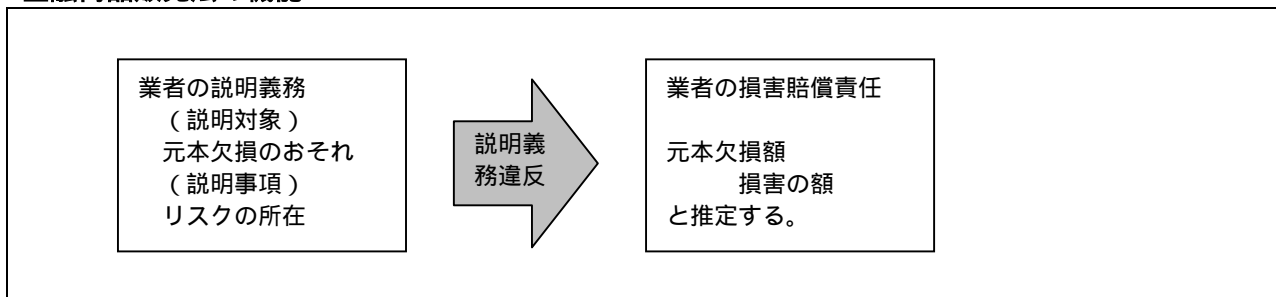 業者の説明義務
(説明対象)
元本欠損のおそれ
(説明事項)
リスクの所在
説明義
務違反
業者の損害賠償責任
元本欠損額
損害の額
と推定する。